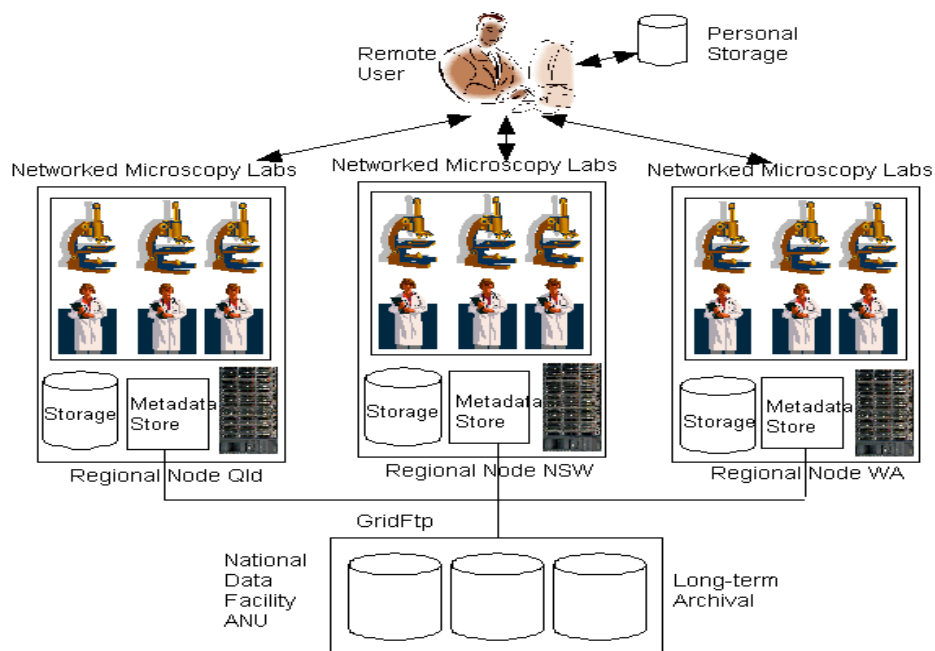 Remote
User
Personal
Storage
Networked Microscopy Labs
Networked Microscopy Labs
Networked Microscopy Labs
Storage
Metadata
Store
Storage
Metadata
Store
Storage
Metadata
Store
Regional Node Qld
Regional Node NSW
Regional Node WA
GridFtp
National
Data
Facility
ANU
Long-term
Archival